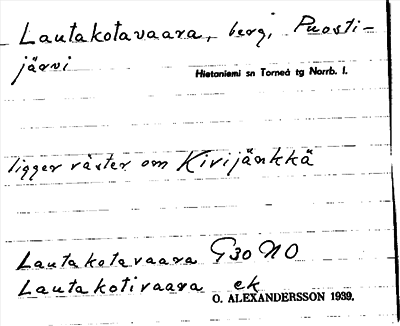 Lautakotavaara, berg, Puosti-
järvi
Hietaniemi sn Torneå tg Norrb. l.
ligger väster om Kivijänkkä
Lautakotavaara G30 NO
Lautakotivaara ek
O. ALEXANDERSSON 1939.